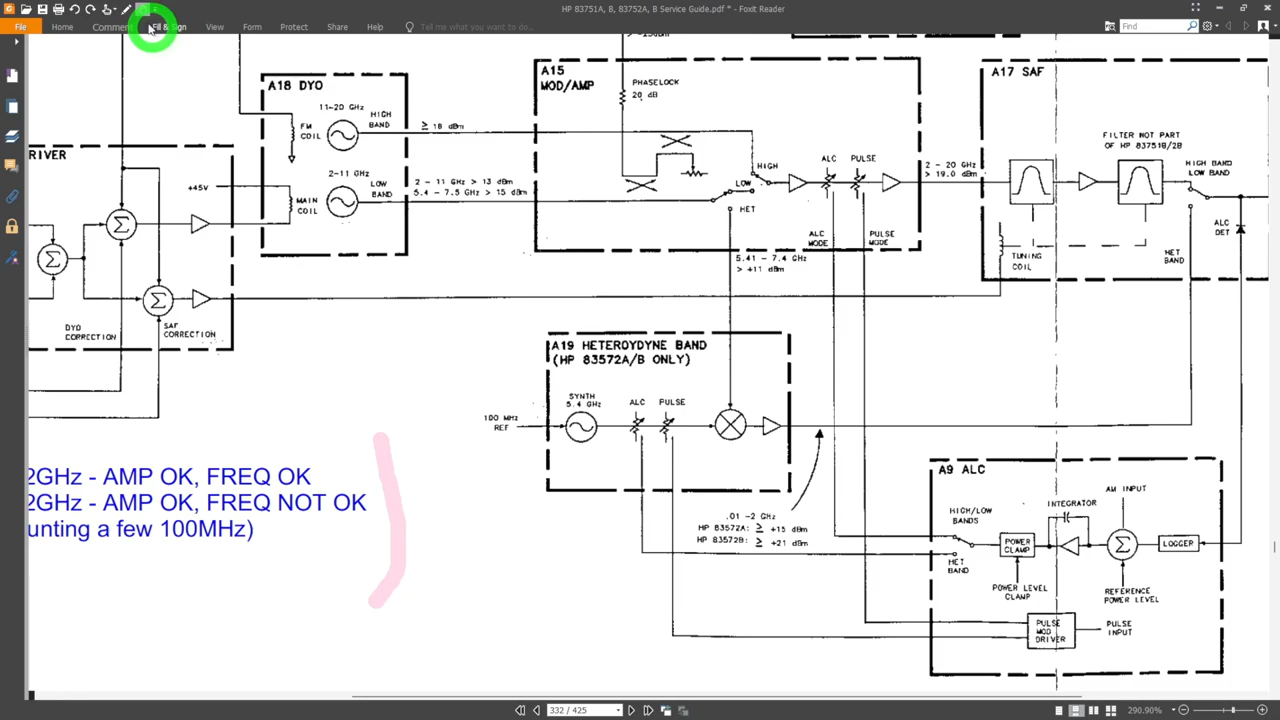 HP 83751A, B, 83752A, B Service Guide.pdf * - Foxit Reader
File
Home
Comment
Fill & Sign
View
Form
Protect
Share
Help
Tell me what you want to do...
Find
A18 DYO
11-20 GHz
HIGH
BAND
FM
COIL
≥ 18 dBm
2-11 GHz
LOW
BAND
2 - 11 GHz > 13 dBm
5.4 - 7.5 GHz > 15 dBm
+45V
MAIN
COIL
RIVER
Σ
Σ
Σ
DYO
CORRECTION
SAF
CORRECTION
A15
MOD/AMP
PHASELOCK
20 dB
HIGH
LOW
HET
ALC
PULSE
ALC
MODE
PULSE
MODE
2 - 20 GHz
> 19.0 dBm
5.41 - 7.4 GHz
> +11 dBm
A17 SAF
FILTER NOT PART
OF HP 83751B/2B
HIGH BAND
LOW BAND
ALC
DET
HET
BAND
TUNING
COIL
A19 HETEROYDYNE BAND
(HP 83572A/B ONLY)
SYNTH
5.4 GHz
ALC
PULSE
100 MHz
REF
.01 -2 GHz
HP 83572A: ≥ +15 dBm
HP 83572B: ≥ +21 dBm
A9 ALC
AM INPUT
INTEGRATOR
HIGH/LOW
BANDS
POWER
CLAMP
Σ
LOGGER
HET
BAND
POWER LEVEL
CLAMP
REFERENCE
POWER LEVEL
PULSE
MOD
DRIVER
PULSE
INPUT
2GHz - AMP OK, FREQ OK
2GHz - AMP OK, FREQ NOT OK
unting a few 100MHz)
332 / 425
290.90%